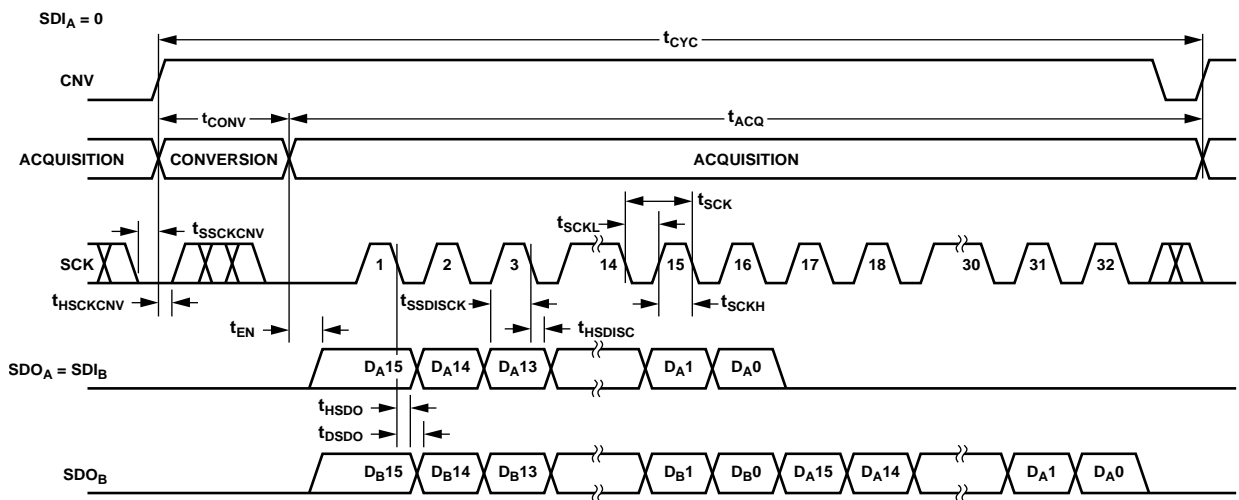 SDIA = 0
tCYC
CNV
tCONV
tACQ
ACQUISITION CONVERSION ACQUISITION
tSCK
tSSCKCNV
tSCKL
SCK 1 2 3 14 15 16 17 18 30 31 32
tHSCKCNV
tSSDISCK
tSCKH
tEN
tHSDISC
SDOA = SDIB DA15 DA14 DA13 DA1 DA0
tHSDO
tDSDO
SDOB DB15 DB14 DB13 DB1 DB0 DA15 DA14 DA1 DA0